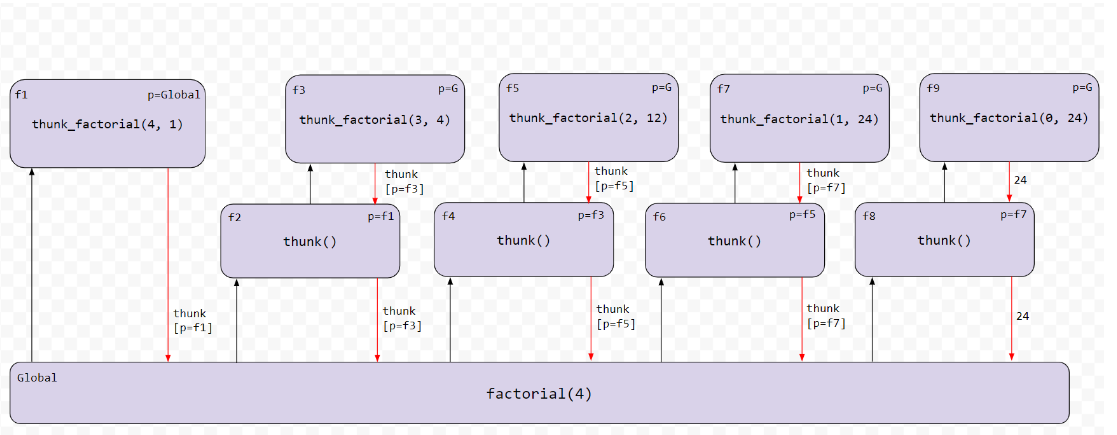 f1 p=Global
thunk_factorial(4, 1)
f3 p=G
thunk_factorial(3, 4)
f5 p=G
thunk_factorial(2, 12)
f7 p=G
thunk_factorial(1, 24)
f9 p=G
thunk_factorial(0, 24)
thunk
[p=f3]
thunk
[p=f5]
thunk
[p=f7]
24
f2 p=f1
thunk()
f4 p=f3
thunk()
f6 p=f5
thunk()
f8 p=f7
thunk()
thunk
[p=f1]
thunk
[p=f3]
thunk
[p=f5]
thunk
[p=f7]
24
Global
factorial(4)